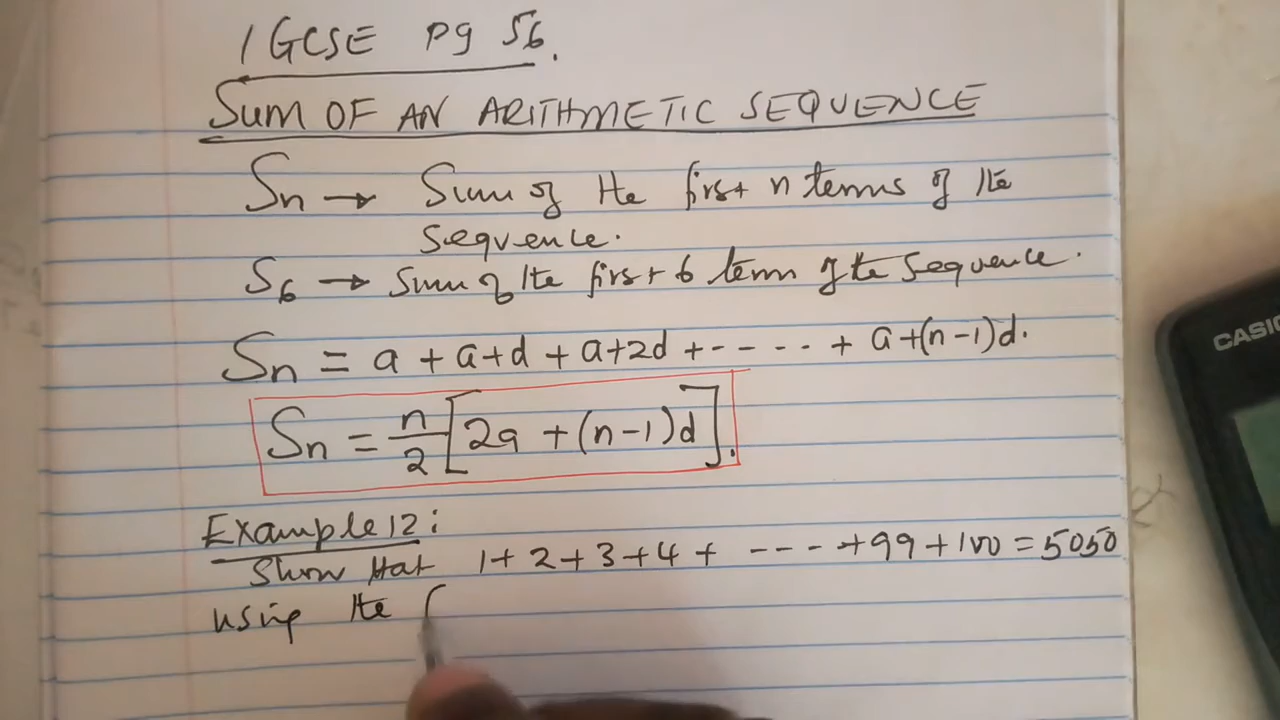 IGCSE pg 56.
SUM OF AN ARITHMETIC SEQUENCE
Sn → Sum of the first n terms of the
sequence.
S6 → Sum of the first 6 term of the sequence.
Sn = a + a+d + a+2d +----- + a+(n-1)d.
Sn = n/2 [2a + (n-1)d].
Example 12:
Show that 1+2+3+4+ ----+99+100 = 5050
using the
CASIO